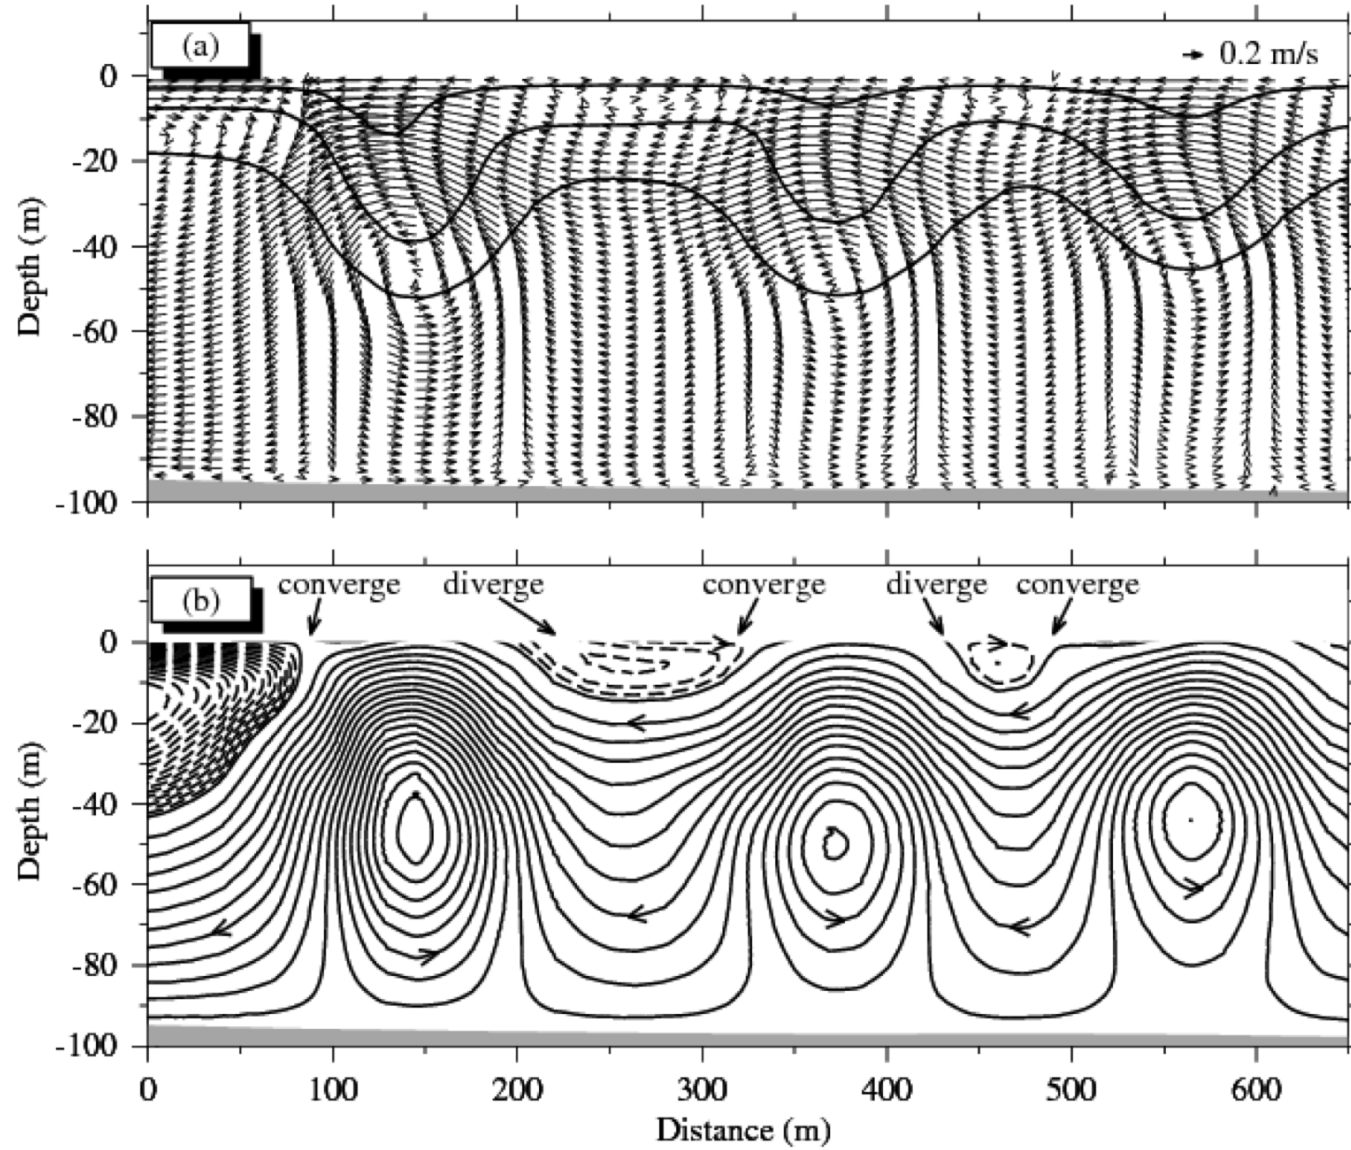 (a)
0.2 m/s
0
-20
-40
-60
-80
-100
Depth (m)
(b)
converge diverge converge diverge converge
0
-20
-40
-60
-80
-100
Depth (m)
0 100 200 300 400 500 600
Distance (m)